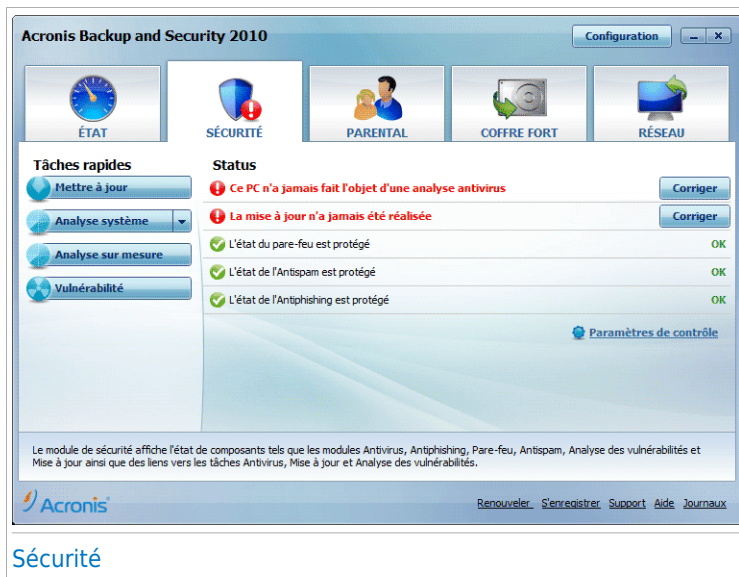 Acronis Backup and Security 2010
Configuration
ÉTAT
SÉCURITÉ
PARENTAL
COFFRE FORT
RÉSEAU
Tâches rapides
Mettre à jour
Analyse système
Analyse sur mesure
Vulnérabilité
Status
Ce PC n'a jamais fait l'objet d'une analyse antivirus
Corriger
La mise à jour n'a jamais été réalisée
Corriger
L'état du pare-feu est protégé
OK
L'état de l'Antispam est protégé
OK
L'état de l'Antiphishing est protégé
OK
Paramètres de contrôle
Le module de sécurité affiche l'état de composants tels que les modules Antivirus, Antiphishing, Pare-feu, Antispam, Analyse des vulnérabilités et
Mise à jour ainsi que des liens vers les tâches Antivirus, Mise à jour et Analyse des vulnérabilités.
Acronis
Renouveler S'enregistrer Support Aide Journaux
Sécurité